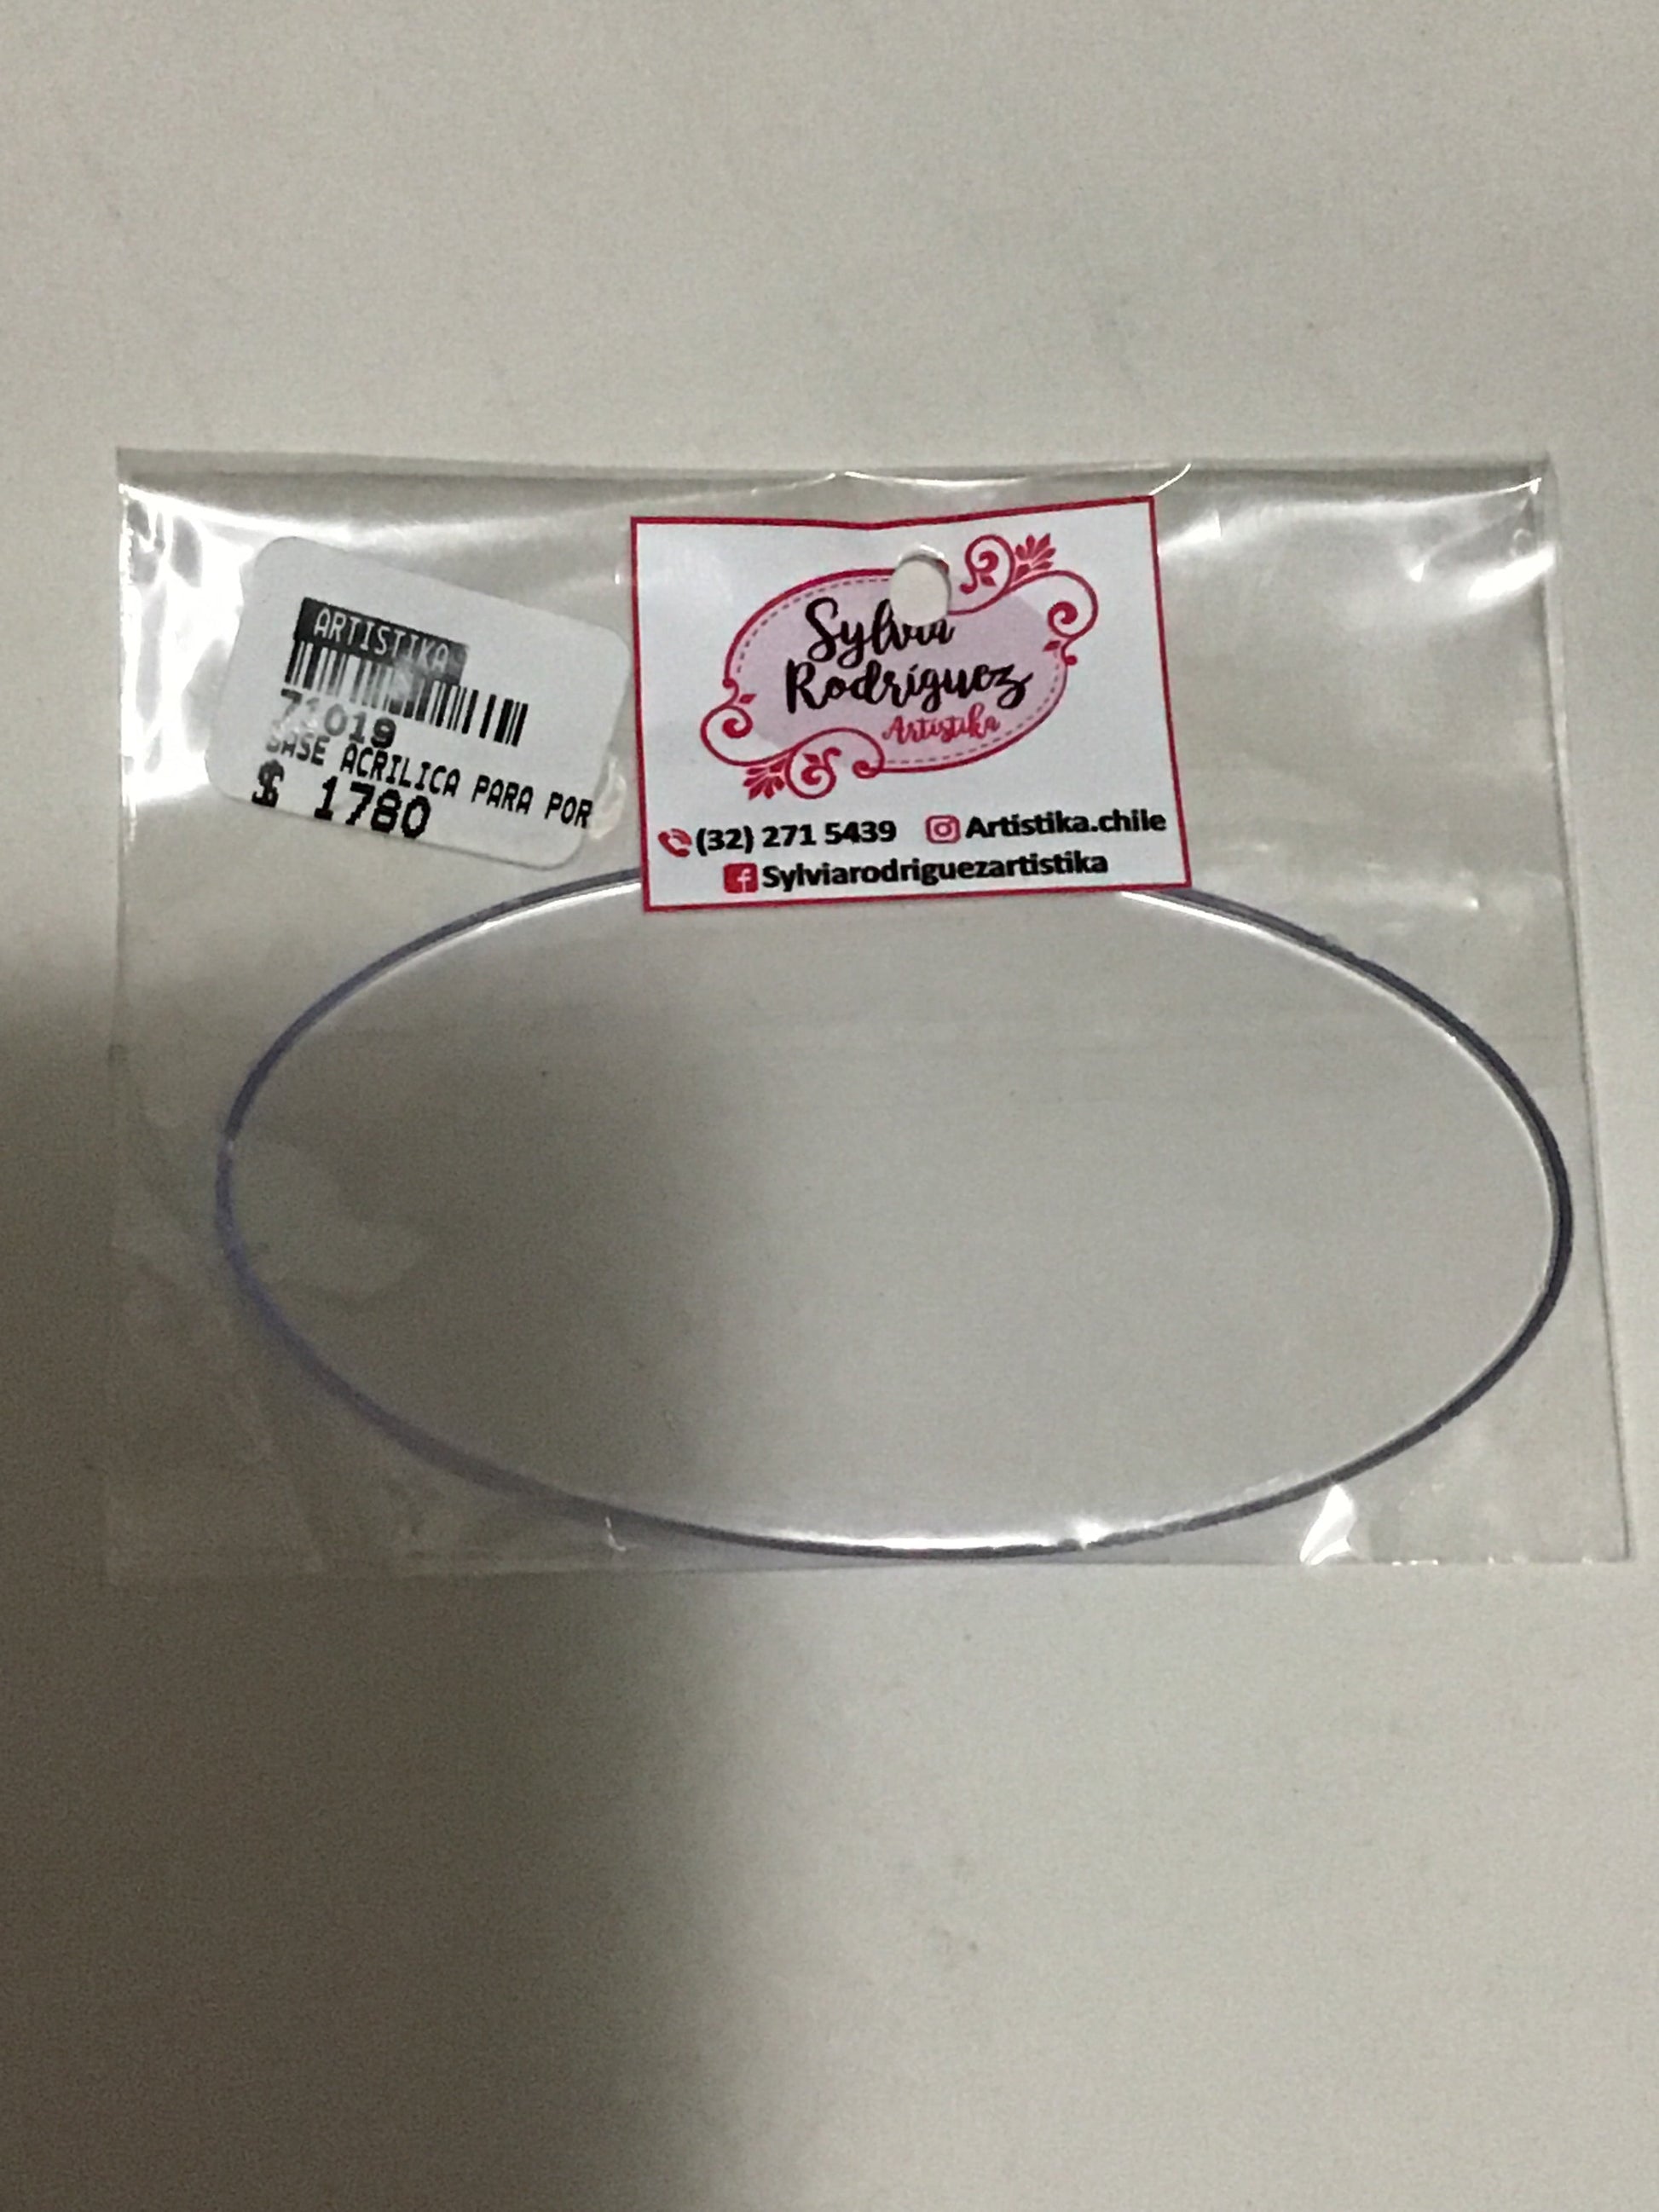 ARTISTIKA
71019
BASE ACRILICA PARA POR
$ 1780
Sylvia
Rodríguez
Artistika
(32) 271 5439 Artistika.chile
Sylviarodriguezartistika